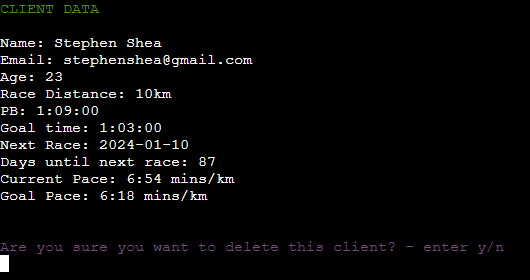 CLIENT DATA
Name: Stephen Shea
Email: stephenshea@gmail.com
Age: 23
Race Distance: 10km
PB: 1:09:00
Goal time: 1:03:00
Next Race: 2024-01-10
Days until next race: 87
Current Pace: 6:54 mins/km
Goal Pace: 6:18 mins/km
Are you sure you want to delete this client? - enter y/n